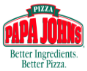 PIZZA
PAPA JOHNS
Better Ingredients.
Better Pizza.